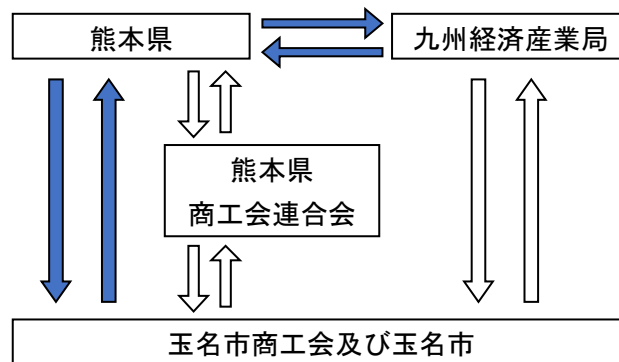 熊本県
九州経済産業局
熊本県
商工会連合会
玉名市商工会及び玉名市